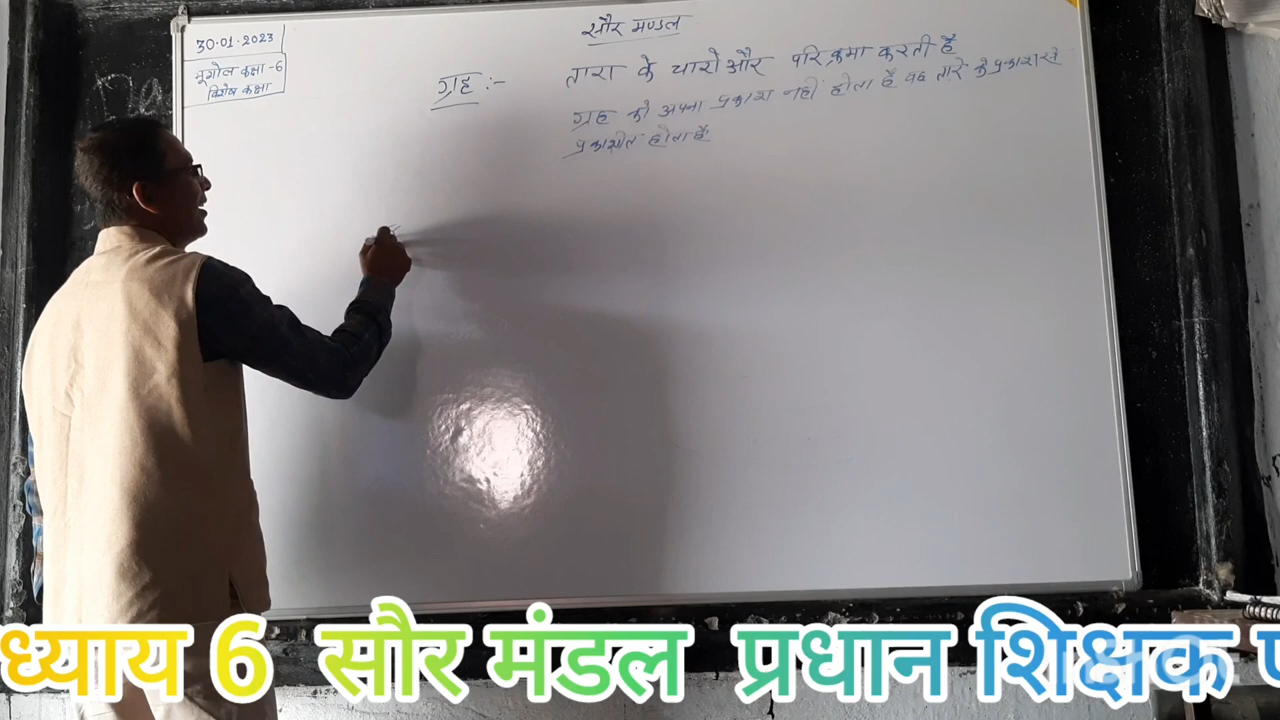 सौर मण्डल
30.01.2023
भूगोल कक्षा -6
विशेष कक्षा
ग्रह :- तारा के चारो और परिक्रमा करती है
ग्रह को अपना प्रकाश नहीं होता है वह तारे के प्रकाश से
प्रकाशीत होता है
ध्याय 6 सौर मंडल प्रधान शिक्षक